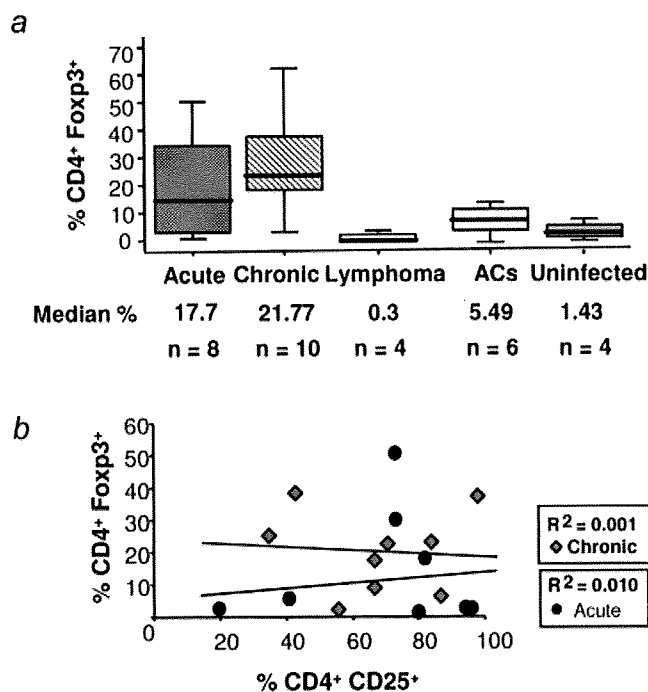 a
% CD4⁺ Foxp3⁺
70
60
50
40
30
20
10
0
Acute Chronic Lymphoma ACs Uninfected
Median % 17.7 21.77 0.3 5.49 1.43
n = 8 n = 10 n = 4 n = 6 n = 4
b
% CD4⁺ Foxp3⁺
60
50
40
30
20
10
0 20 40 60 80 100
% CD4⁺ CD25⁺
R² = 0.001
Chronic
R² = 0.010
Acute